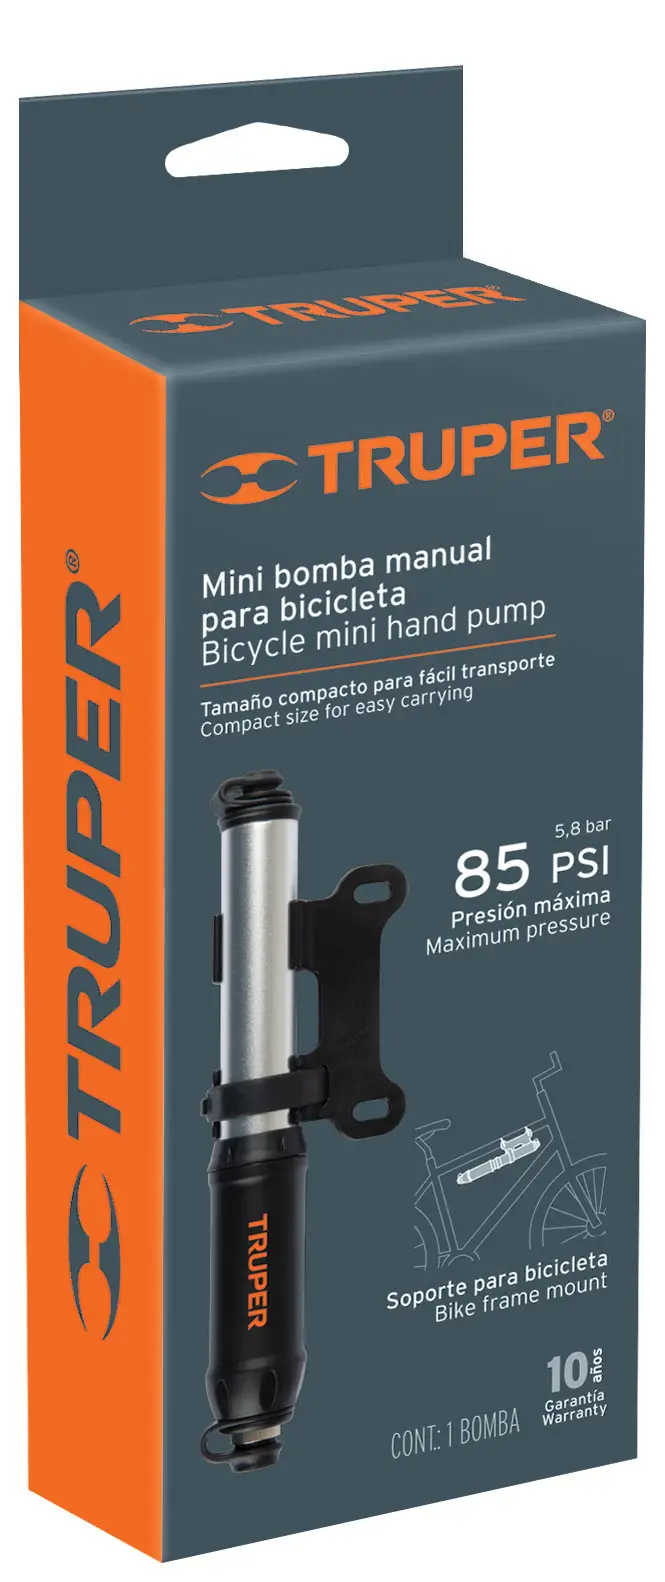 TRUPER®
TRUPER®
Mini bomba manual
para bicicleta
Bicycle mini hand pump
Tamaño compacto para fácil transporte
Compact size for easy carrying
5,8 bar
85 PSI
Presión máxima
Maximum pressure
TRUPER
Soporte para bicicleta
Bike frame mount
10 años
Garantía
Warranty
CONT.: 1 BOMBA
TRUPER®